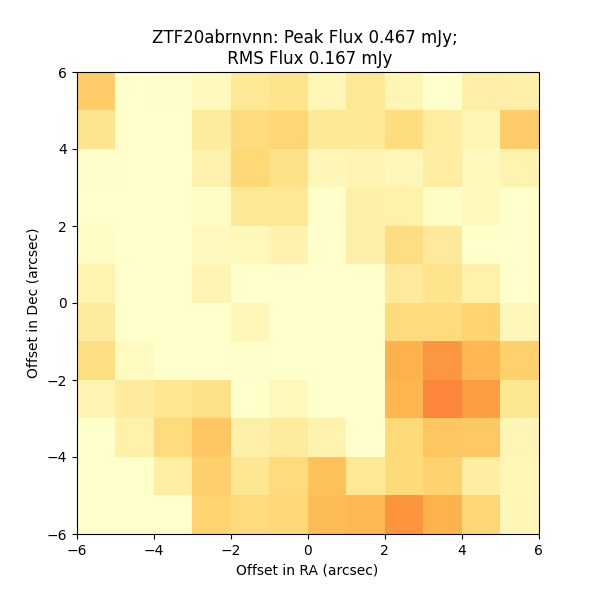 ZTF20abrnvnn: Peak Flux 0.467 mJy;
RMS Flux 0.167 mJy
6
4
2
0
−2
−4
−6
Offset in Dec (arcsec)
−6 −4 −2 0 2 4 6
Offset in RA (arcsec)